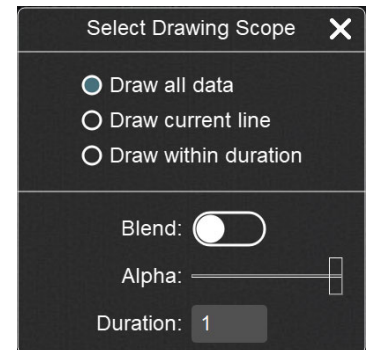 Select Drawing Scope
Draw all data
Draw current line
Draw within duration
Blend:
Alpha:
Duration: 1